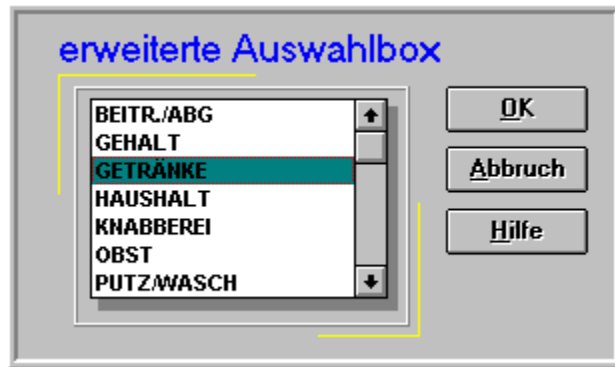 erweiterte Auswahlbox
BEITR./ABG
GEHALT
GETRÄNKE
HAUSHALT
KNABBEREI
OBST
PUTZ/WASCH
OK
Abbruch
Hilfe